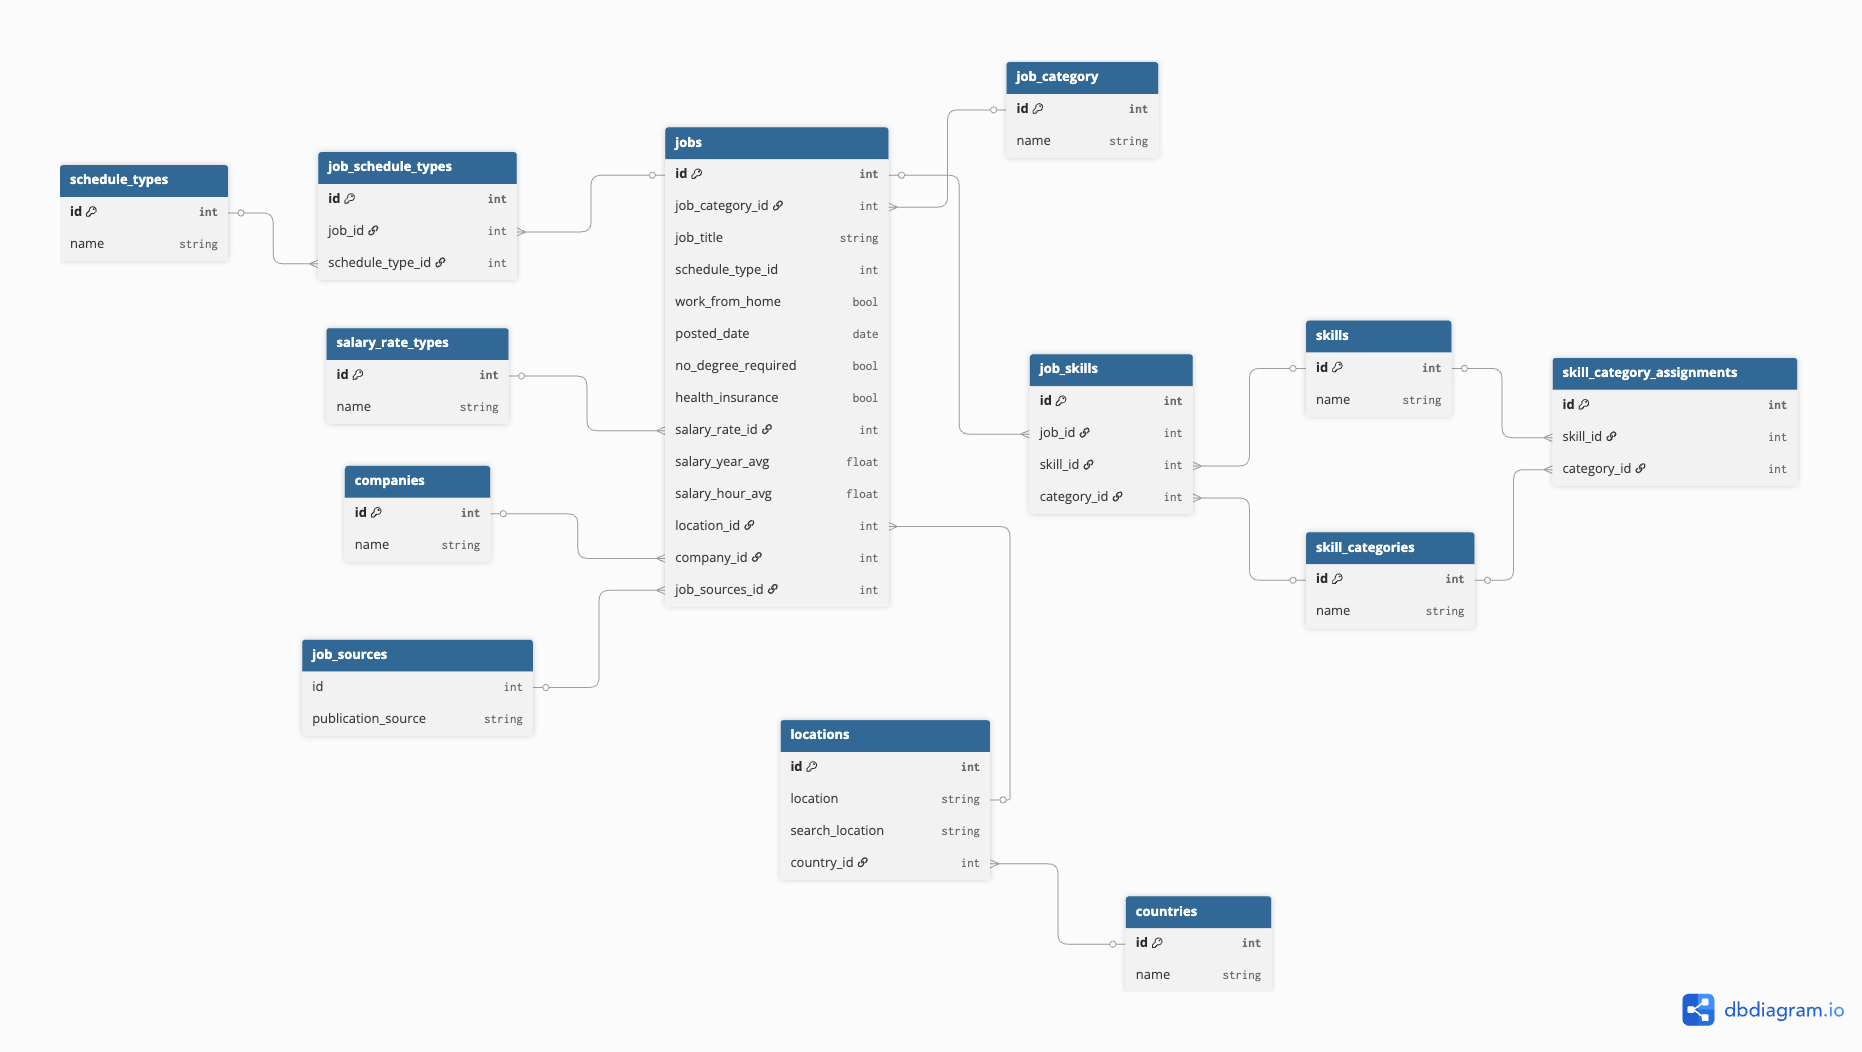 job_category
id int
name string
jobs
id int
job_category_id int
job_title string
schedule_type_id int
work_from_home bool
posted_date date
no_degree_required bool
health_insurance bool
salary_rate_id int
salary_year_avg float
salary_hour_avg float
location_id int
company_id int
job_sources_id int
schedule_types
id int
name string
job_schedule_types
id int
job_id int
schedule_type_id int
salary_rate_types
id int
name string
companies
id int
name string
job_sources
id int
publication_source string
job_skills
id int
job_id int
skill_id int
category_id int
skills
id int
name string
skill_category_assignments
id int
skill_id int
category_id int
skill_categories
id int
name string
locations
id int
location string
search_location string
country_id int
countries
id int
name string
dbdiagram.io